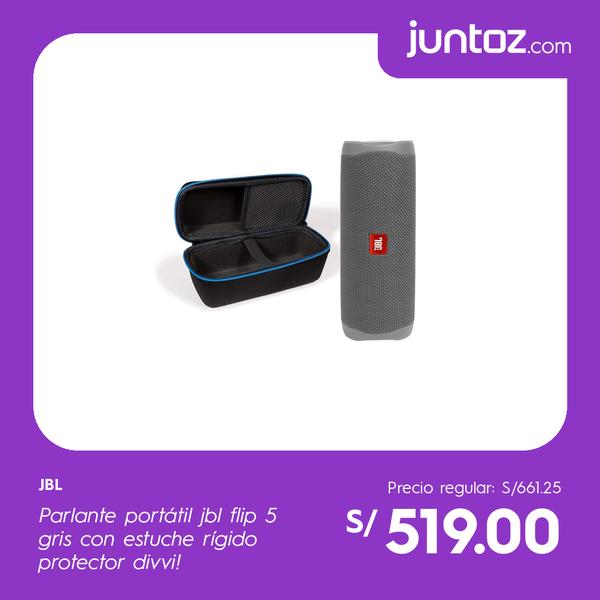 juntoz.com
JBL
JBL
Parlante portátil jbl flip 5
gris con estuche rígido
protector divvi!
Precio regular: S/661.25
S/ 519.00